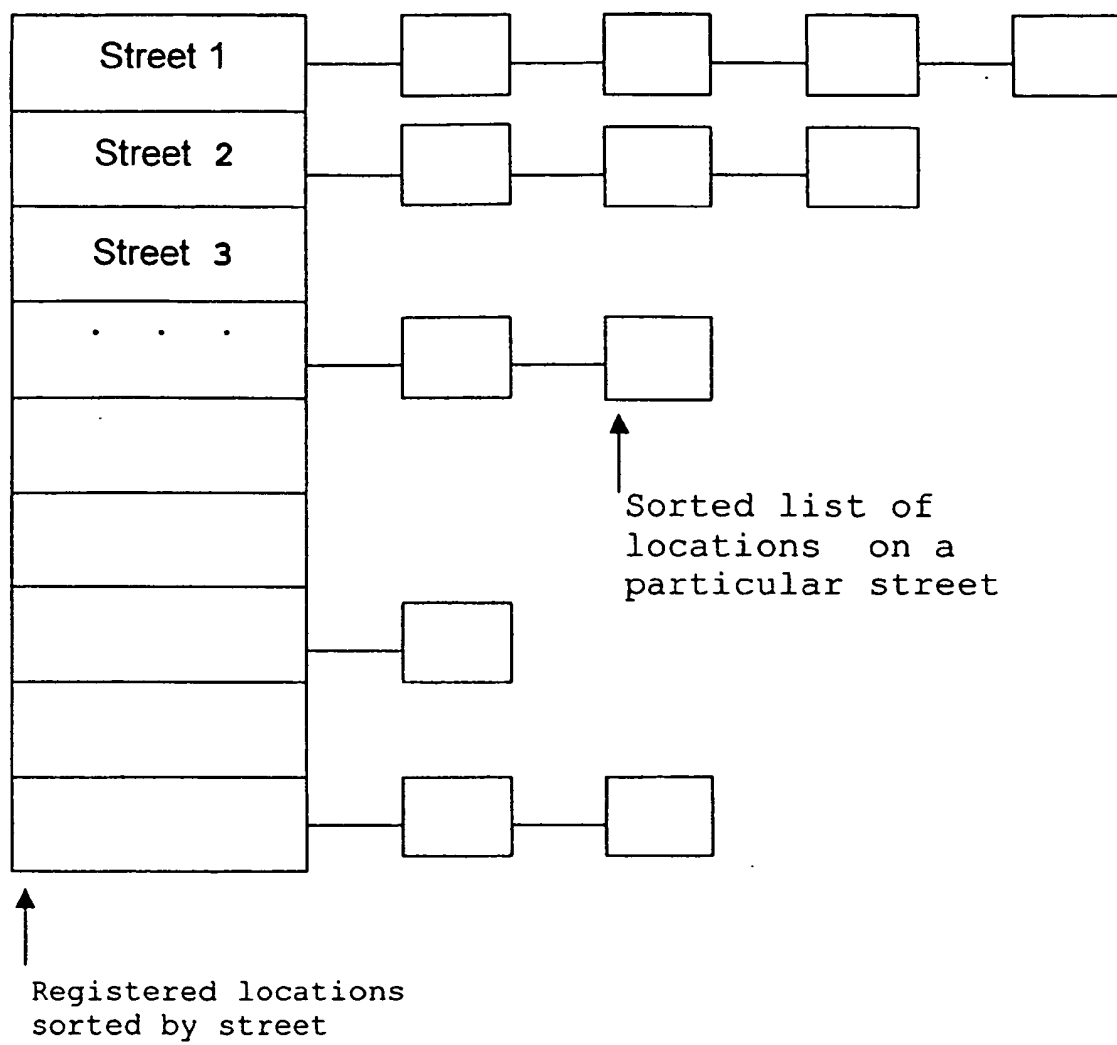 Street 1
Street 2
Street 3
. . .
Sorted list of
locations on a
particular street
Registered locations
sorted by street